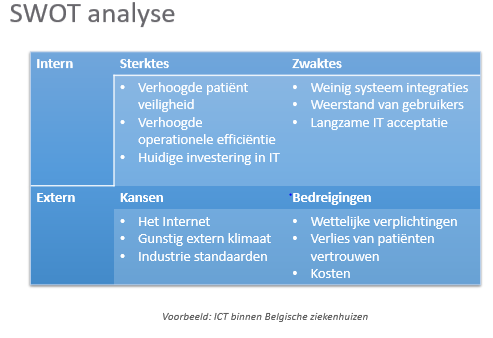 SWOT analyse
Intern
Sterktes
Zwaktes
• Verhoogde patiënt
veiligheid
• Verhoogde
operationele efficiëntie
• Huidige investering in IT
• Weinig systeem integraties
• Weerstand van gebruikers
• Langzame IT acceptatie
Extern
Kansen
Bedreigingen
• Het Internet
• Gunstig extern klimaat
• Industrie standaarden
• Wettelijke verplichtingen
• Verlies van patiënten
vertrouwen
• Kosten
Voorbeeld: ICT binnen Belgische ziekenhuizen